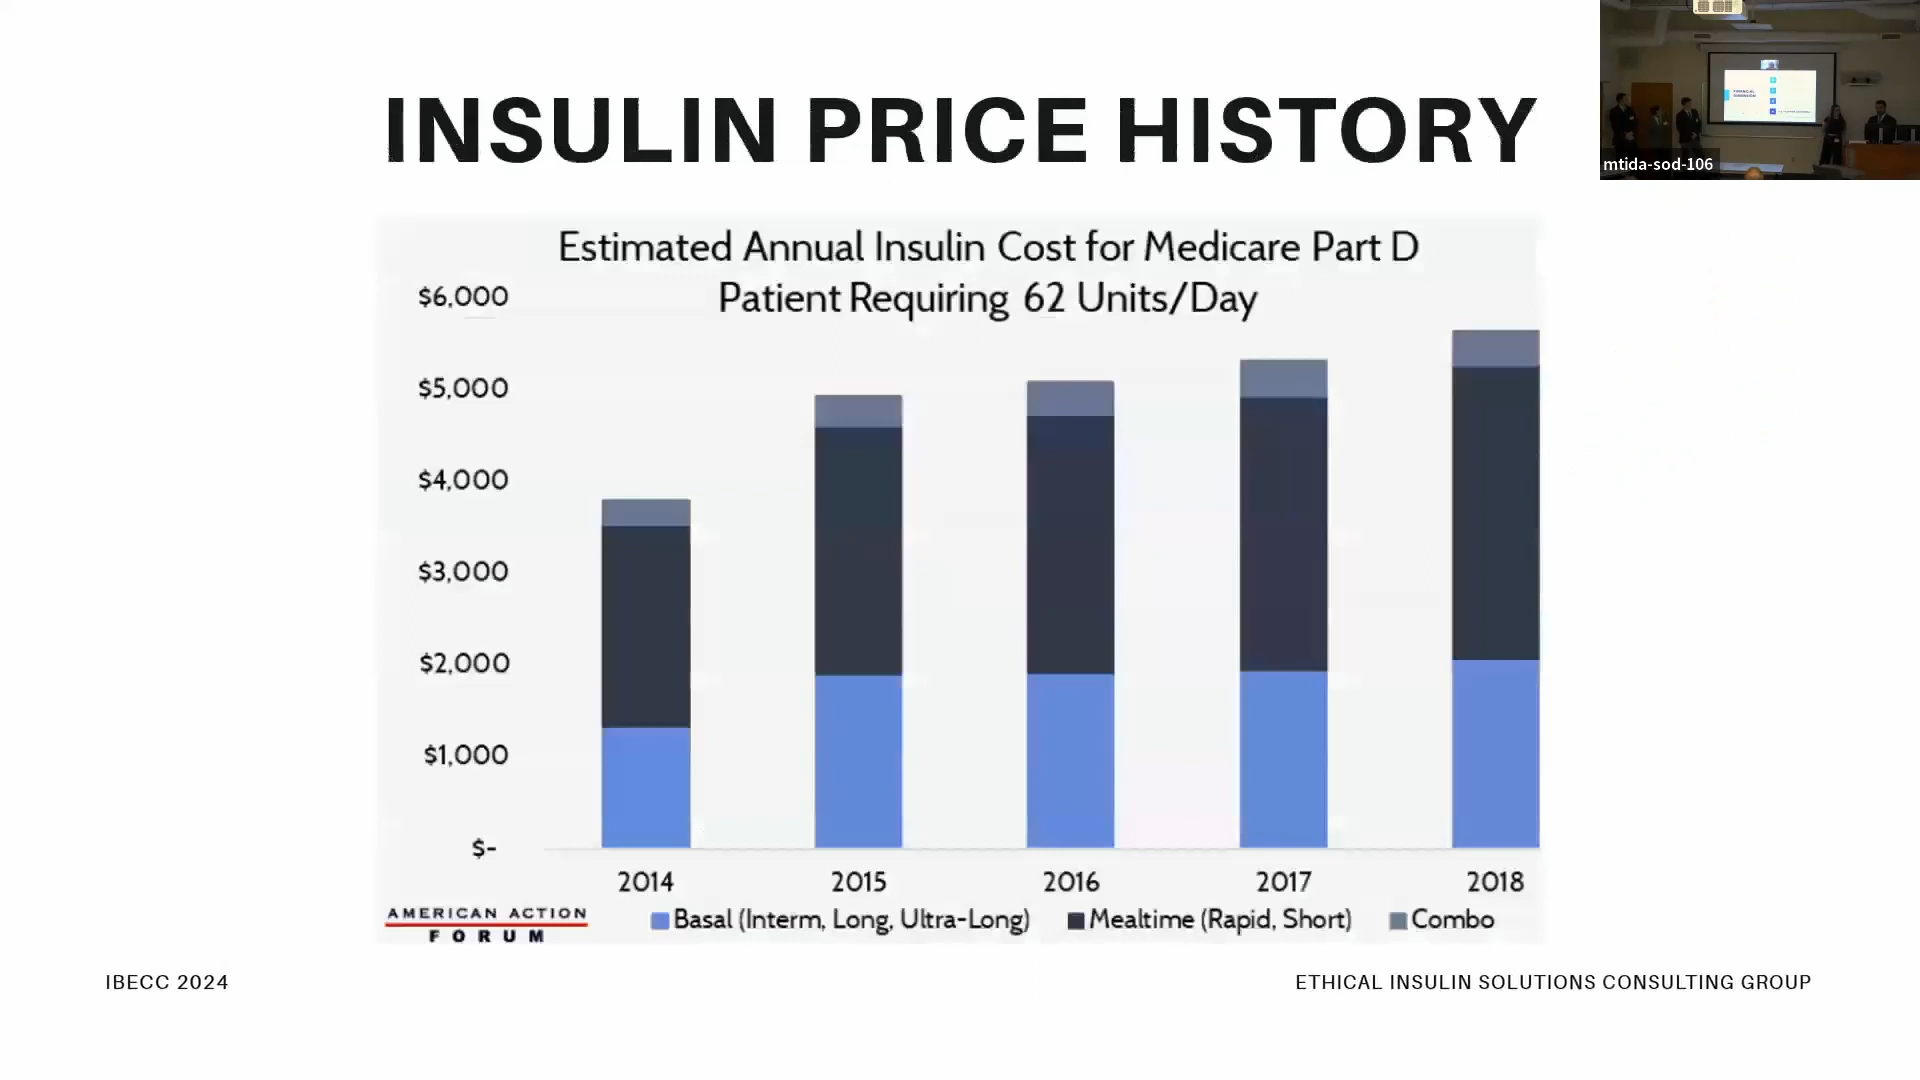 INSULIN PRICE HISTORY
mtida-sod-106
Estimated Annual Insulin Cost for Medicare Part D
Patient Requiring 62 Units/Day
$6,000
$5,000
$4,000
$3,000
$2,000
$1,000
$-
2014 2015 2016 2017 2018
Basal (Interm, Long, Ultra-Long) Mealtime (Rapid, Short) Combo
AMERICAN ACTION
FORUM
IBECC 2024
ETHICAL INSULIN SOLUTIONS CONSULTING GROUP